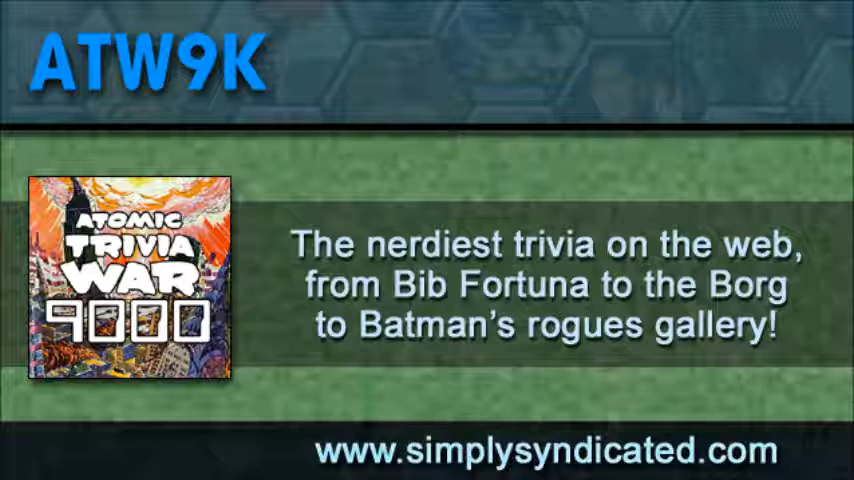 ATW9K
ATOMIC
TRIVIA
WAR
9000
The nerdiest trivia on the web,
from Bib Fortuna to the Borg
to Batman's rogues gallery!
www.simplysyndicated.com